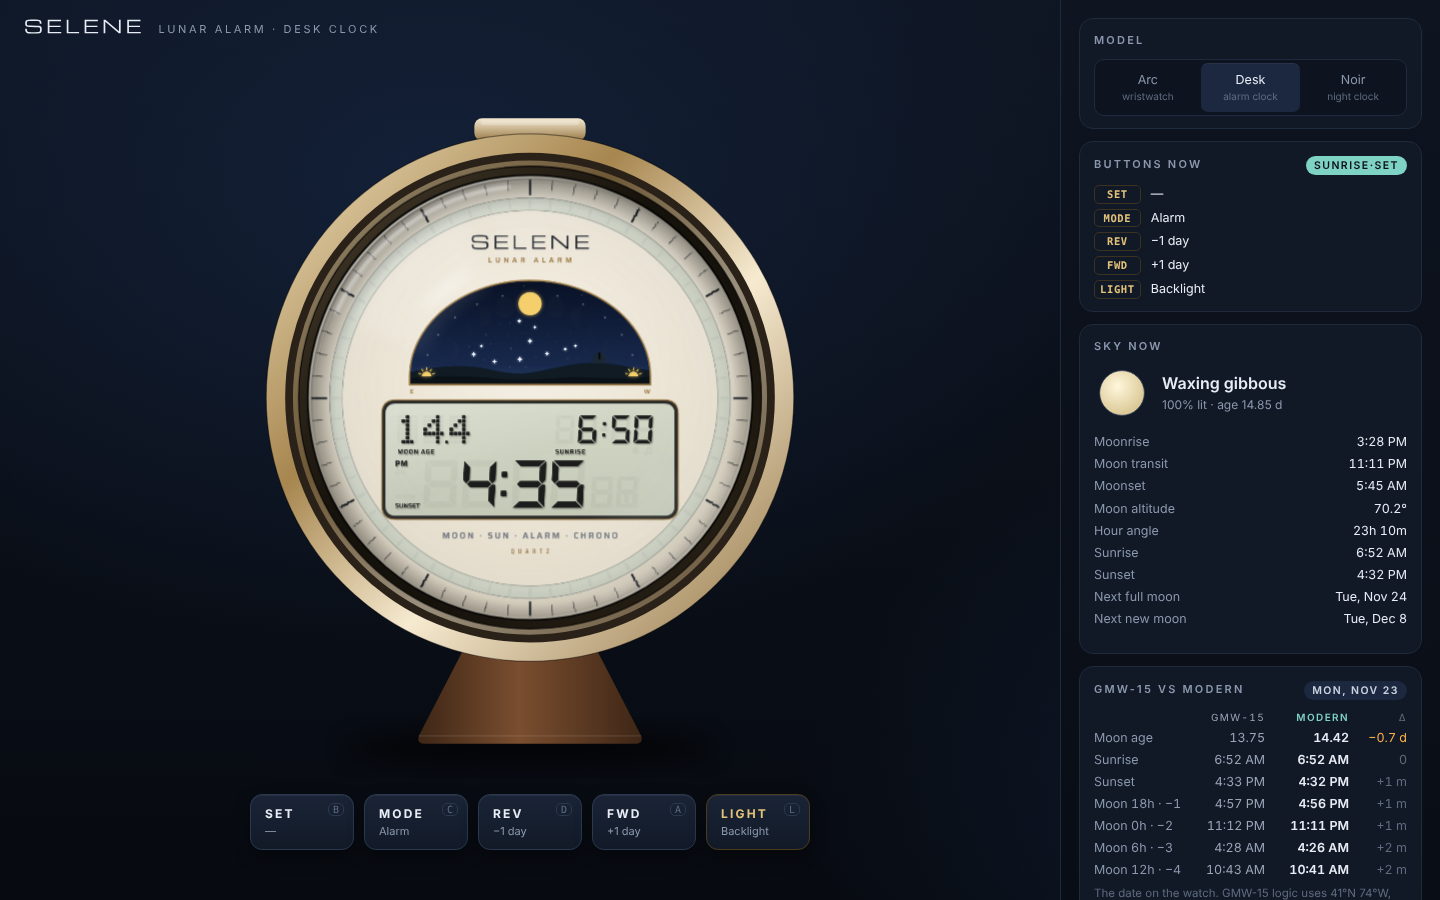 SELENE LUNAR ALARM · DESK CLOCK
SELENE
LUNAR ALARM
E W
14.4 6:50
MOON AGE SUNRISE
PM
4:35
SUNSET
MOON · SUN · ALARM · CHRONO
QUARTZ
SET B
—
MODE C
Alarm
REV D
−1 day
FWD A
+1 day
LIGHT L
Backlight
MODEL
Arc
wristwatch
Desk
alarm clock
Noir
night clock
BUTTONS NOW SUNRISE·SET
SET —
MODE Alarm
REV −1 day
FWD +1 day
LIGHT Backlight
SKY NOW
Waxing gibbous
100% lit · age 14.85 d
Moonrise 3:28 PM
Moon transit 11:11 PM
Moonset 5:45 AM
Moon altitude 70.2°
Hour angle 23h 10m
Sunrise 6:52 AM
Sunset 4:32 PM
Next full moon Tue, Nov 24
Next new moon Tue, Dec 8
GMW-15 VS MODERN MON, NOV 23
GMW-15 MODERN Δ
Moon age 13.75 14.42 −0.7 d
Sunrise 6:52 AM 6:52 AM 0
Sunset 4:33 PM 4:32 PM +1 m
Moon 18h · −1 4:57 PM 4:56 PM +1 m
Moon 0h · −2 11:12 PM 11:11 PM +1 m
Moon 6h · −3 4:28 AM 4:26 AM +2 m
Moon 12h · −4 10:43 AM 10:41 AM +2 m
The date on the watch. GMW-15 logic uses 41°N 74°W,